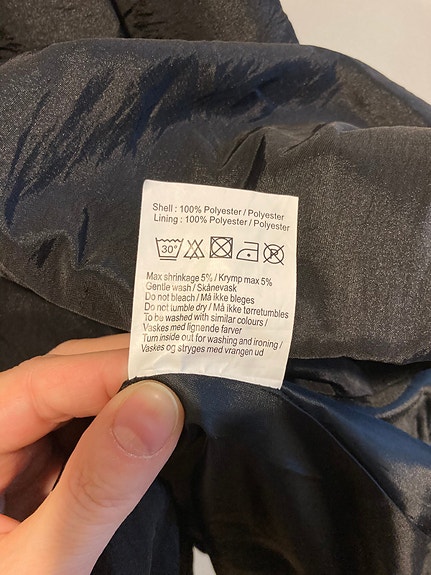 Shell : 100% Polyester / Polyester
Lining : 100% Polyester / Polyester
30° P
Max shrinkage 5% / Krymp max 5%
Gentle wash / Skånevask
Do not bleach / Må ikke bleges
Do not tumble dry / Må ikke tørretumbles
To be washed with similar colours /
Vaskes med lignende farver
Turn inside out for washing and ironing /
Vaskes og stryges med vrangen ud